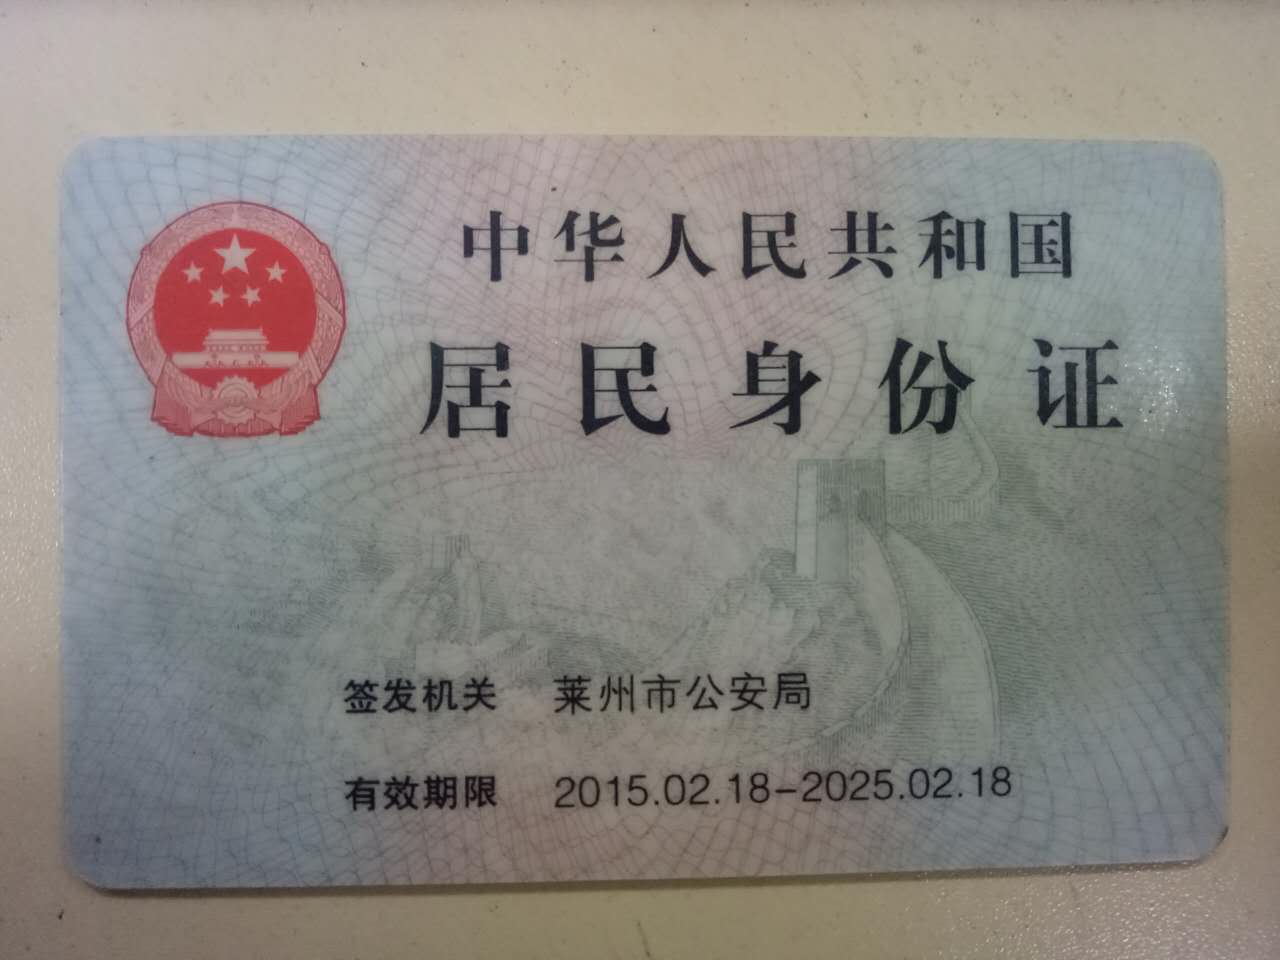 中华人民共和国
居民身份证
签发机关 莱州市公安局
有效期限 2015.02.18-2025.02.18